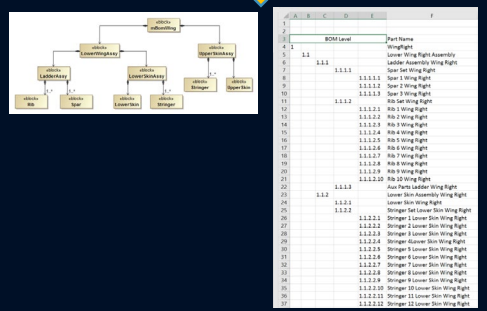 «block»
mBomWing
«block»
LowerWingAssy
«block»
UpperSkinAssy
«block»
LadderAssy
«block»
LowerSkinAssy
«block»
Stringer
«block»
UpperSkin
«block»
Rib
«block»
Spar
«block»
LowerSkin
«block»
Stringer
A B C D E F
1
2
3 BOM Level Part Name
4 1 WingRight
5 1.1 Lower Wing Right Assembly
6 1.1.1 Ladder Assembly Wing Right
7 1.1.1.1 Spar Set Wing Right
8 1.1.1.1.1 Spar 1 Wing Right
9 1.1.1.1.2 Spar 2 Wing Right
10 1.1.1.1.3 Spar 3 Wing Right
11 1.1.1.2 Rib Set Wing Right
12 1.1.1.2.1 Rib 1 Wing Right
13 1.1.1.2.2 Rib 2 Wing Right
14 1.1.1.2.3 Rib 3 Wing Right
15 1.1.1.2.4 Rib 4 Wing Right
16 1.1.1.2.5 Rib 5 Wing Right
17 1.1.1.2.6 Rib 6 Wing Right
18 1.1.1.2.7 Rib 7 Wing Right
19 1.1.1.2.8 Rib 8 Wing Right
20 1.1.1.2.9 Rib 9 Wing Right
21 1.1.1.2.10 Rib 10 Wing Right
22 1.1.1.3 Aux Parts Ladder Wing Right
23 1.1.2 Lower Skin Assembly Wing Right
24 1.1.2.1 Lower Skin Wing Right
25 1.1.2.2 Stringer Set Lower Skin Wing Right
26 1.1.2.2.1 Stringer 1 Lower Skin Wing Right
27 1.1.2.2.2 Stringer 2 Lower Skin Wing Right
28 1.1.2.2.3 Stringer 3 Lower Skin Wing Right
29 1.1.2.2.4 Stringer 4Lower Skin Wing Right
30 1.1.2.2.5 Stringer 5 Lower Skin Wing Right
31 1.1.2.2.6 Stringer 6 Lower Skin Wing Right
32 1.1.2.2.7 Stringer 7 Lower Skin Wing Right
33 1.1.2.2.8 Stringer 8 Lower Skin Wing Right
34 1.1.2.2.9 Stringer 9 Lower Skin Wing Right
35 1.1.2.2.10 Stringer 10 Lower Skin Wing Right
36 1.1.2.2.11 Stringer 11 Lower Skin Wing Right
37 1.1.2.2.12 Stringer 12 Lower Skin Wing Right